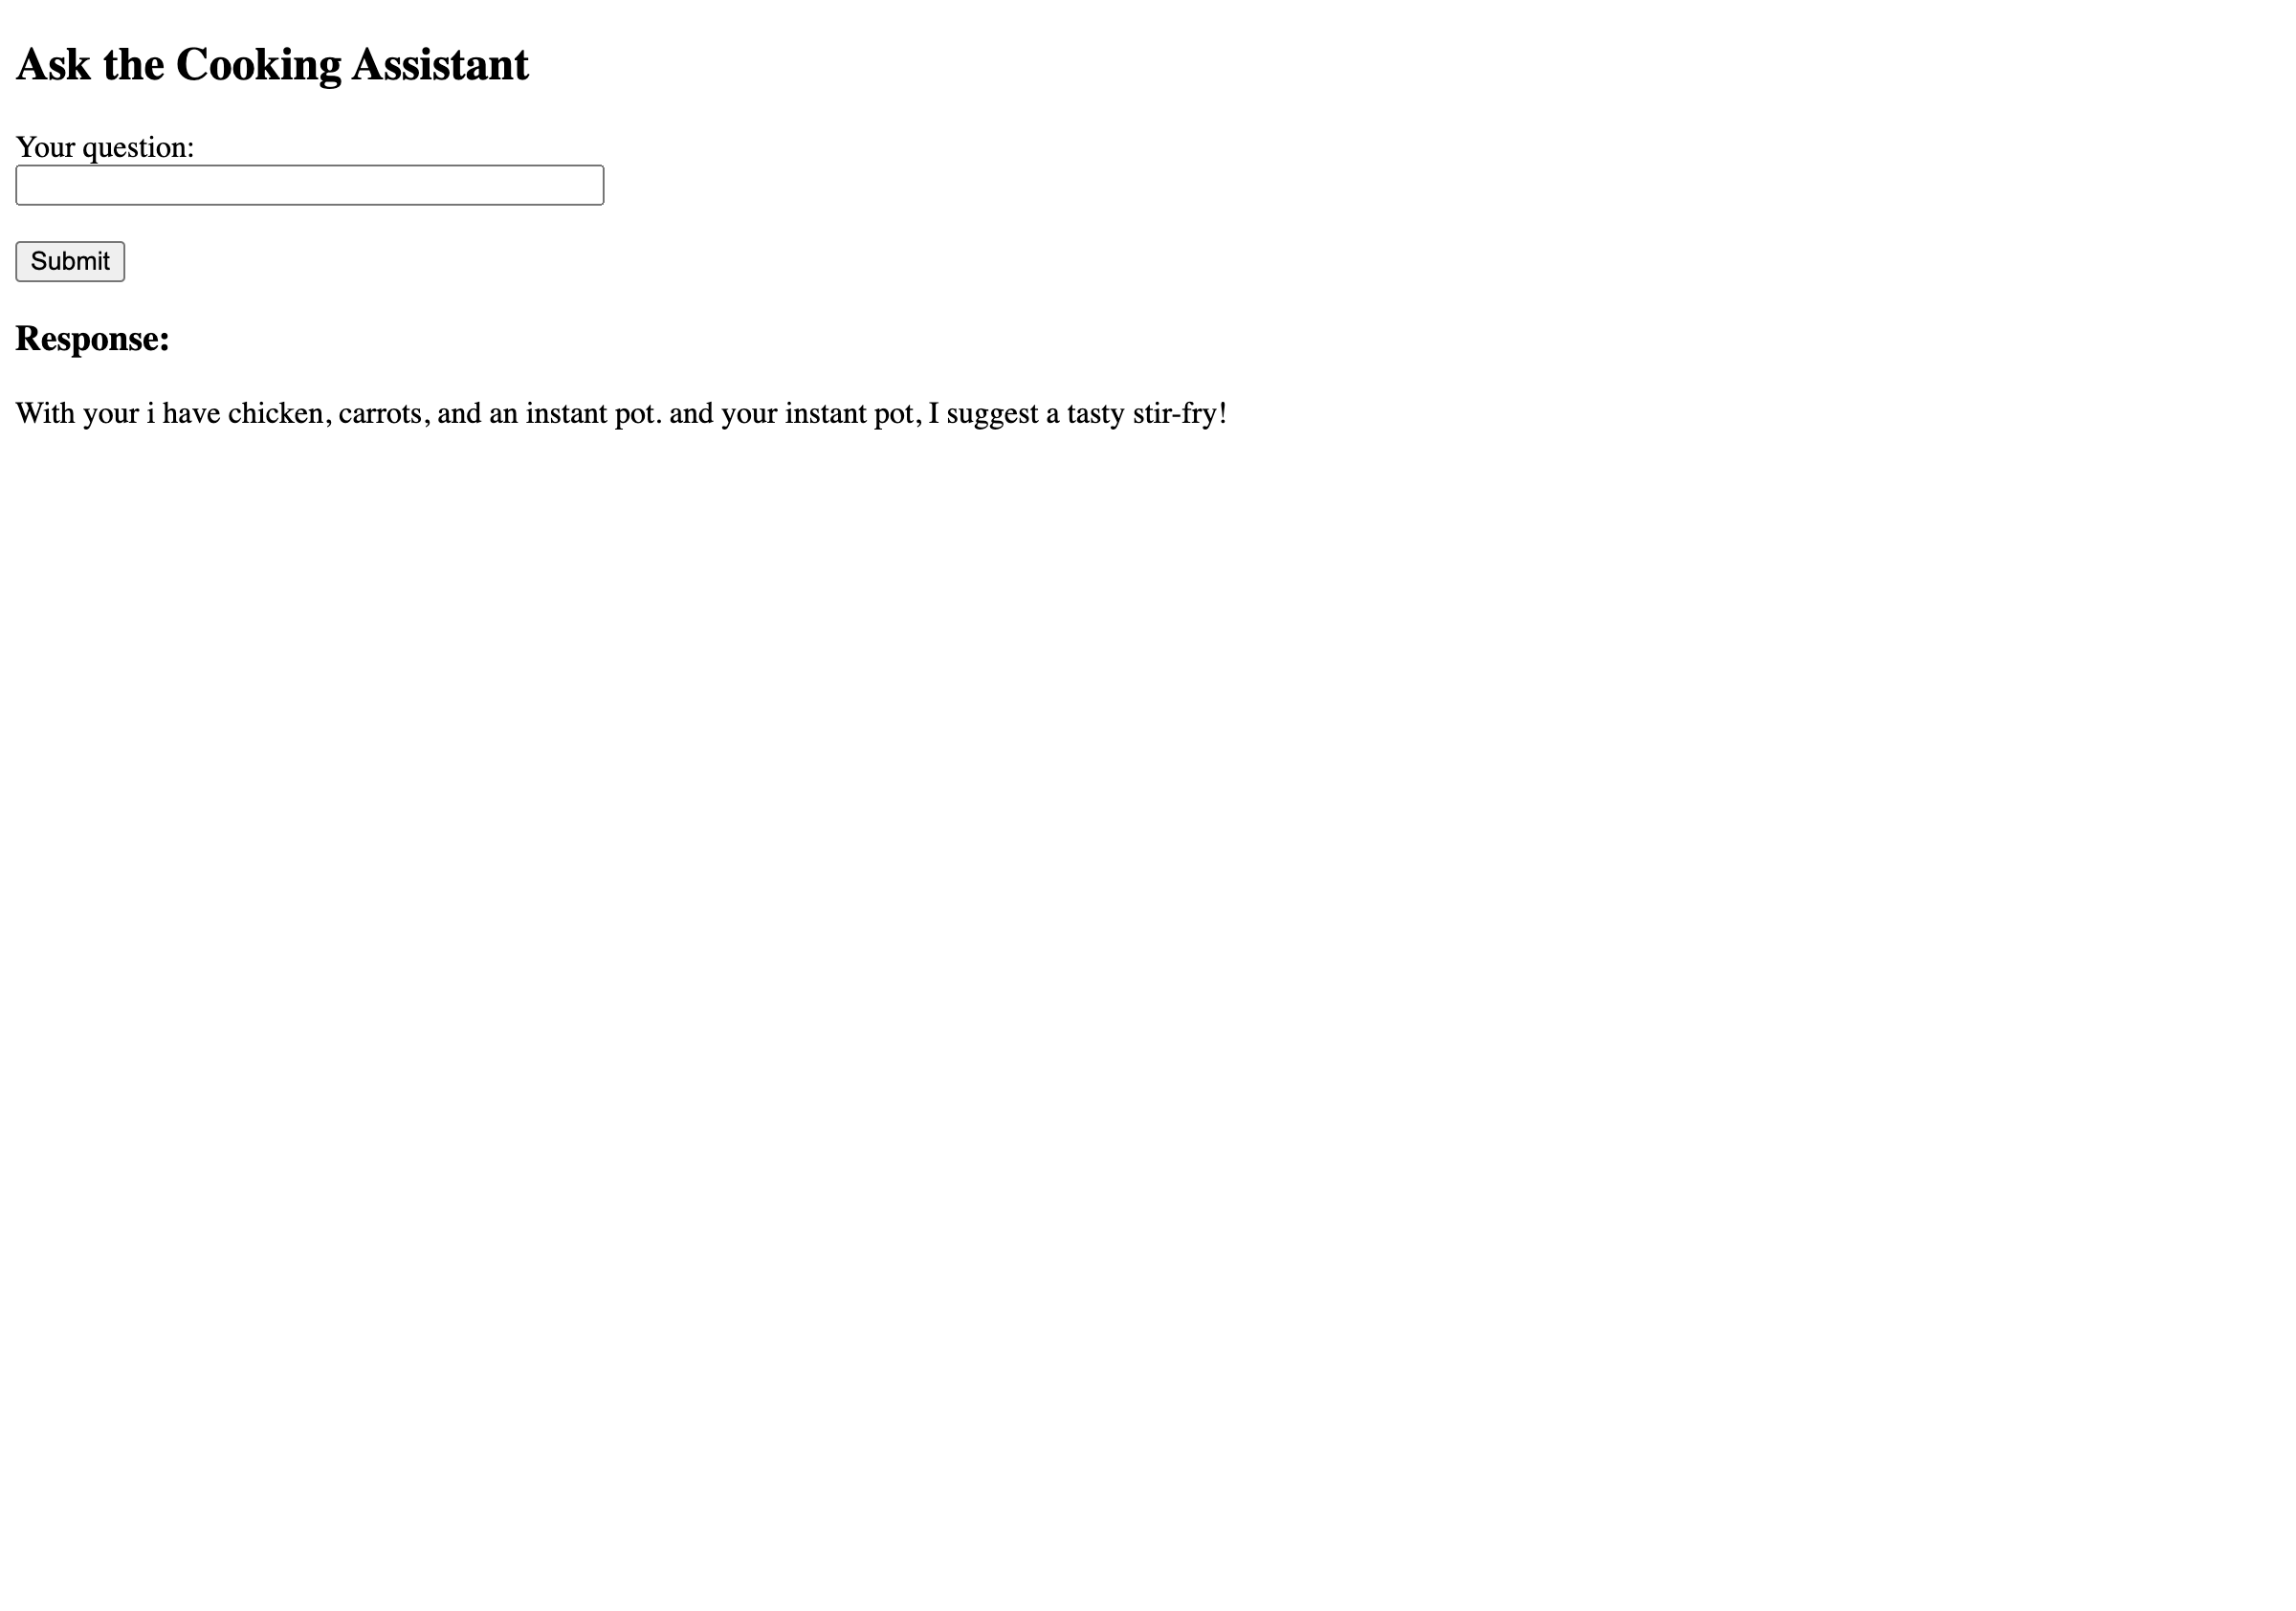 Ask the Cooking Assistant
Your question:
Submit
Response:
With your i have chicken, carrots, and an instant pot. and your instant pot, I suggest a tasty stir-fry!